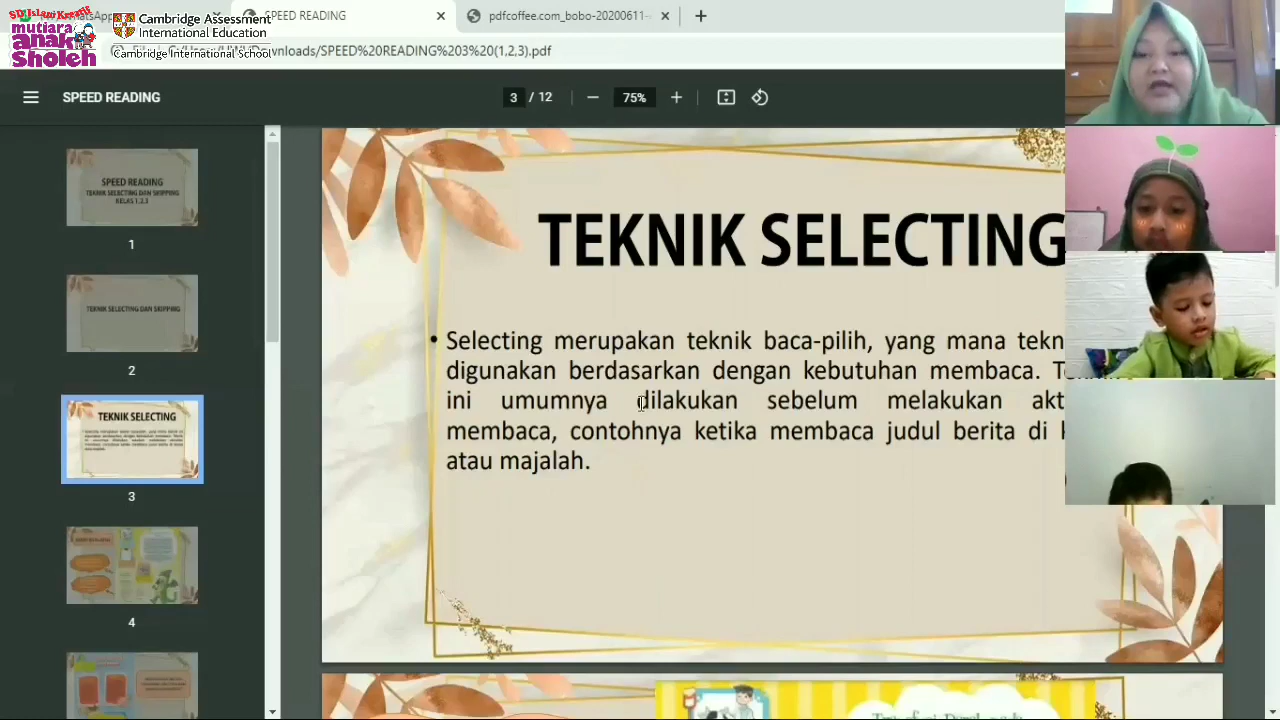 SD Islam Kreatif
mutiara
anak
sholeh
Cambridge Assessment
International Education
Cambridge International School
SPEED READING
pdfcoffee.com_bobo-20200611-
nloads/SPEED%20READING%203%20(1,2,3).pdf
SPEED READING
3 / 12
75%
SPEED READING
TEKNIK SELECTING DAN SKIPPING
KELAS 1,2,3
1
TEKNIK SELECTING DAN SKIPPING
2
TEKNIK SELECTING
3
4
TEKNIK SELECTING
• Selecting merupakan teknik baca-pilih, yang mana tekn
digunakan berdasarkan dengan kebutuhan membaca.
ini umumnya dilakukan sebelum melakukan akt
membaca, contohnya ketika membaca judul berita di
atau majalah.